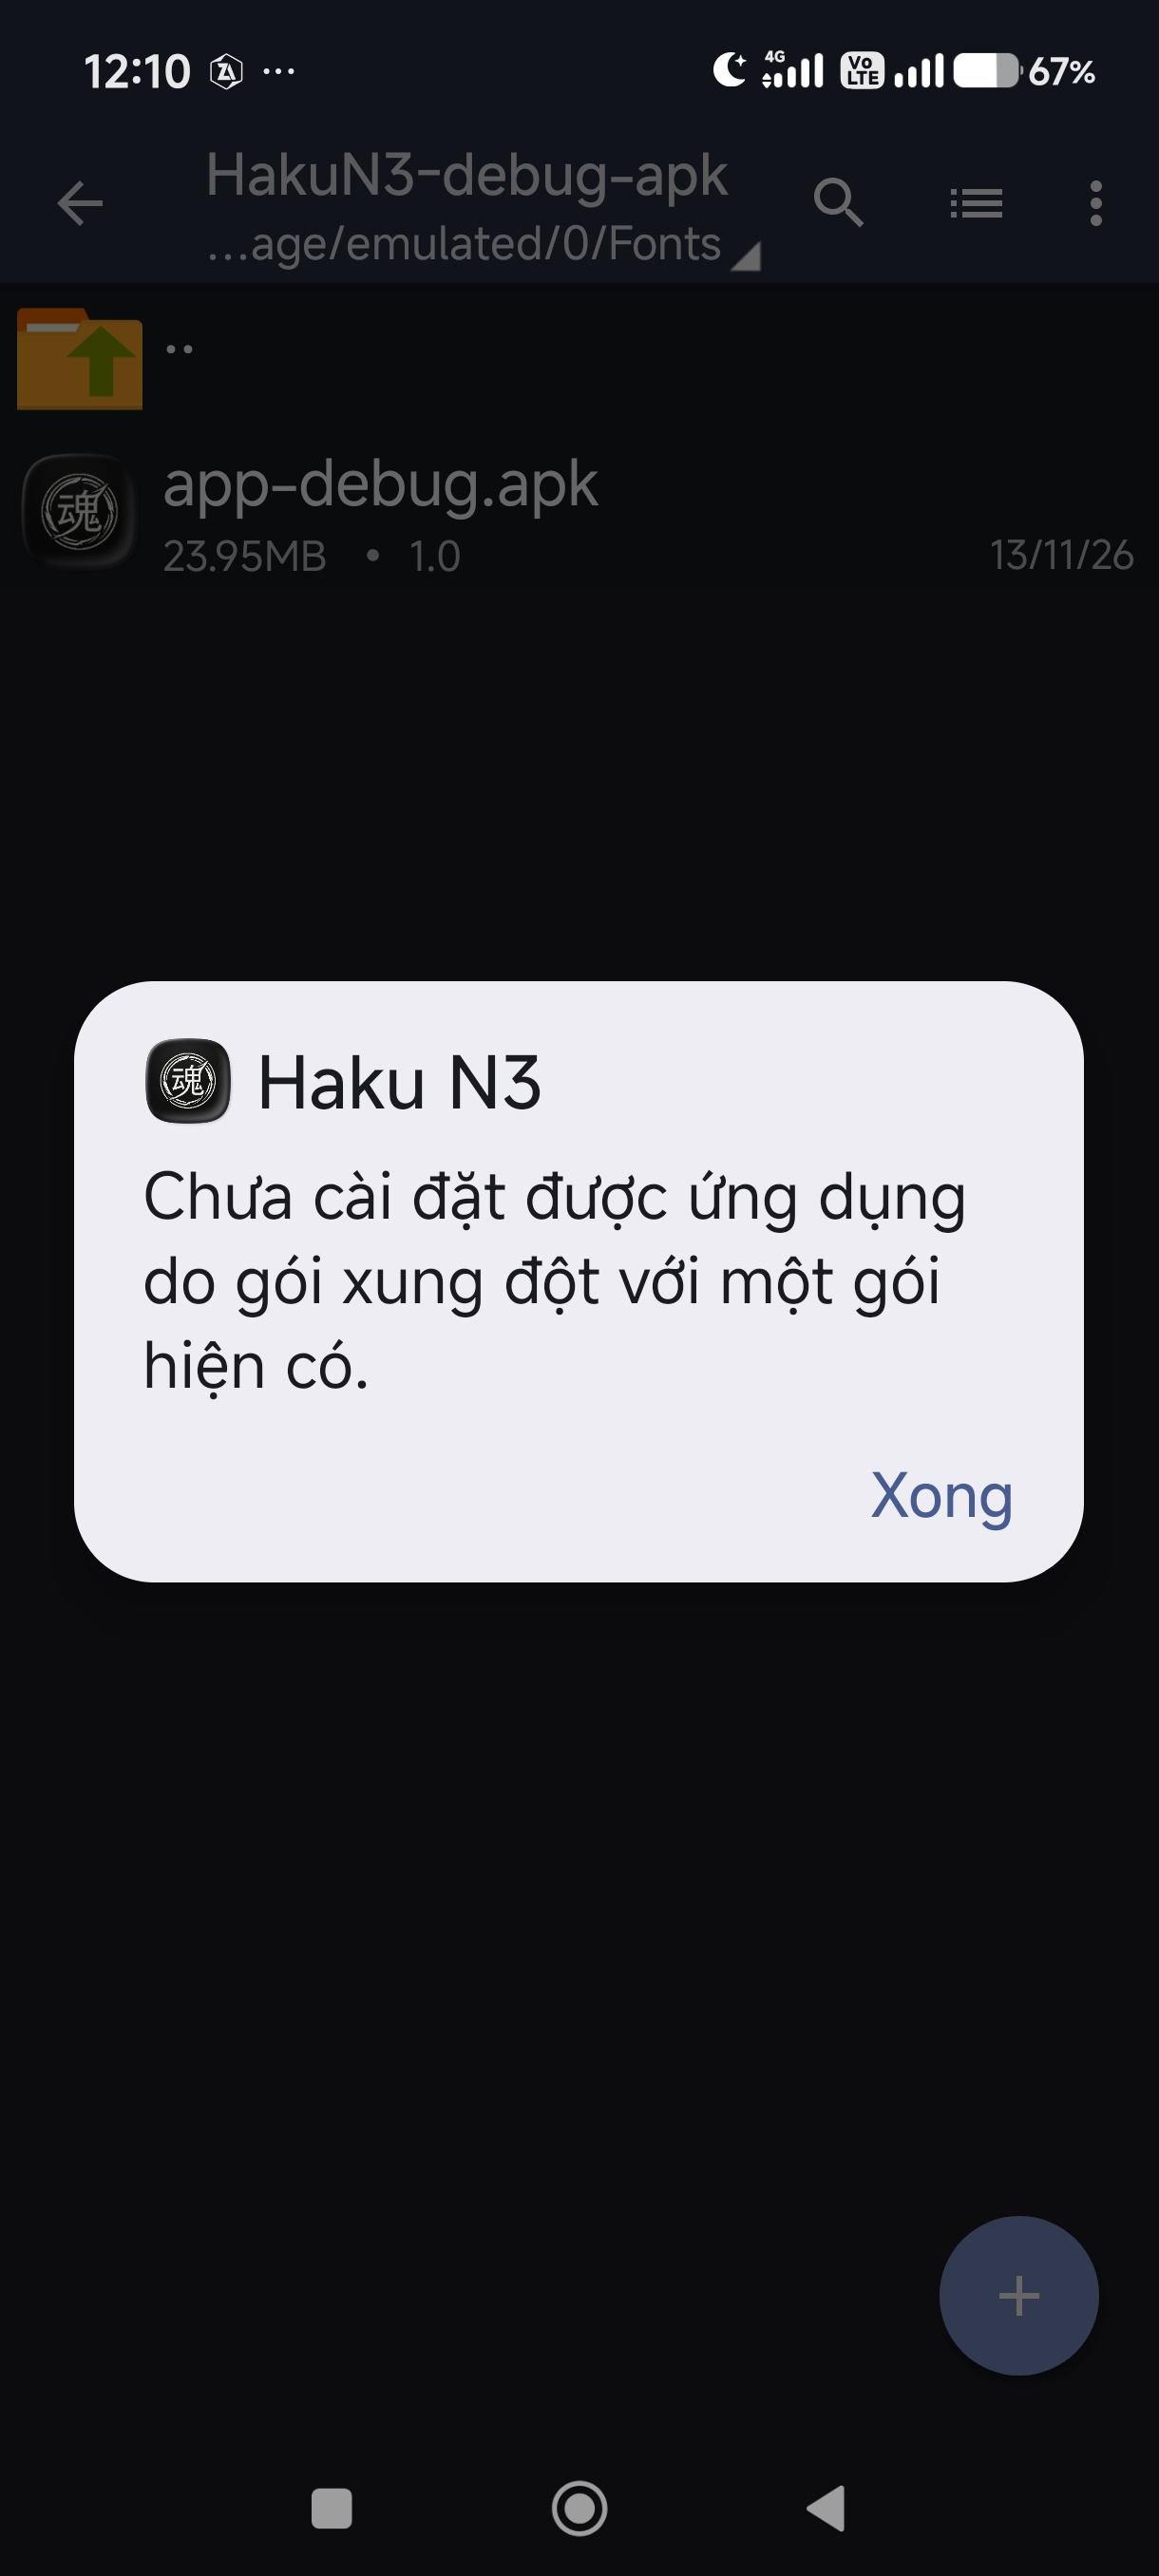 12:10 ZA ...
4G Vo LTE 67%
HakuN3-debug-apk
...age/emulated/0/Fonts
..
魂 app-debug.apk
23.95MB • 1.0 13/11/26
魂 Haku N3
Chưa cài đặt được ứng dụng
do gói xung đột với một gói
hiện có.
Xong